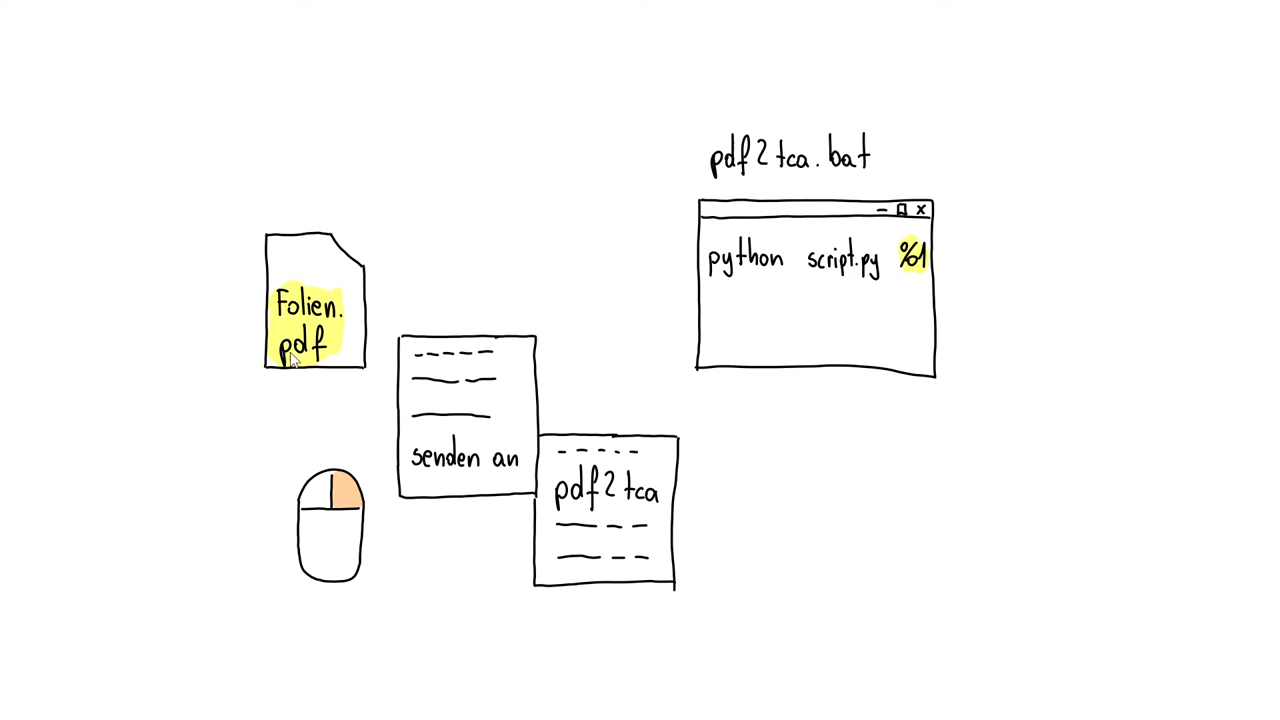 pdf2tca.bat
python script.py %1
Folien.
pdf
senden an
pdf2tca